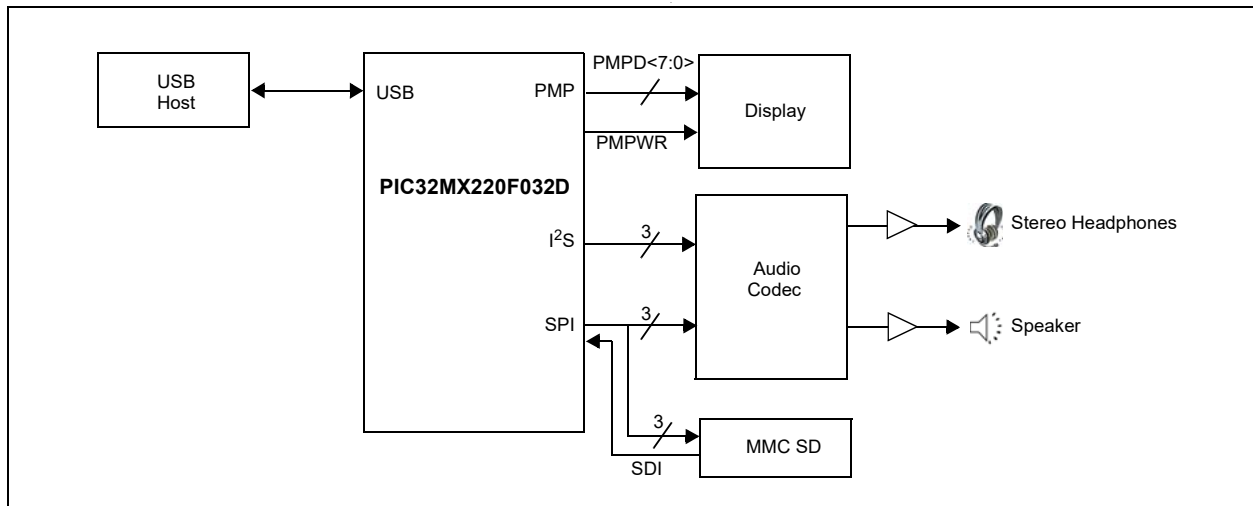 USB
Host
USB
PMP
PMPD<7:0>
PMPWR
Display
PIC32MX220F032D
I²S
3
Audio
Codec
Stereo Headphones
SPI
3
Speaker
3
SDI
MMC SD